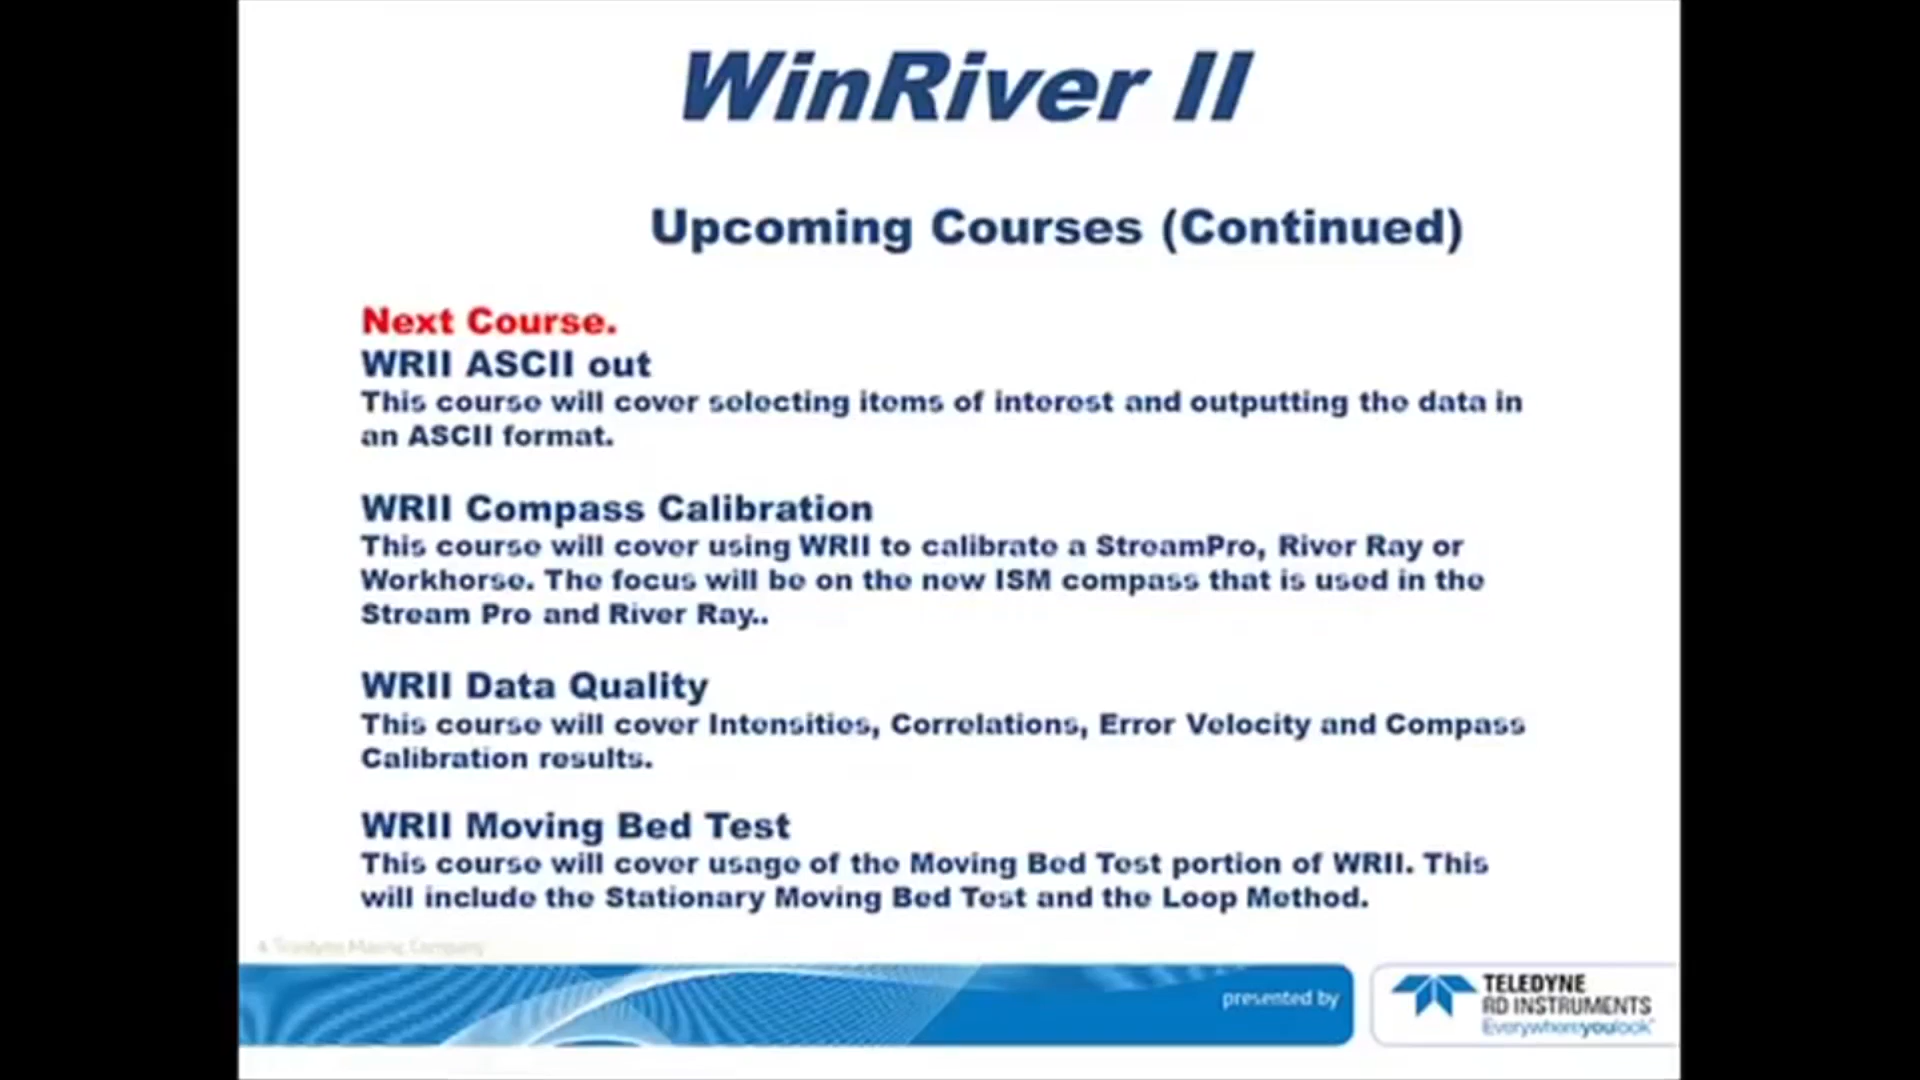 WinRiver II
Upcoming Courses (Continued)
Next Course.
WRII ASCII out
This course will cover selecting items of interest and outputting the data in
an ASCII format.
WRII Compass Calibration
This course will cover using WRII to calibrate a StreamPro, River Ray or
Workhorse. The focus will be on the new ISM compass that is used in the
Stream Pro and River Ray..
WRII Data Quality
This course will cover Intensities, Correlations, Error Velocity and Compass
Calibration results.
WRII Moving Bed Test
This course will cover usage of the Moving Bed Test portion of WRII. This
will include the Stationary Moving Bed Test and the Loop Method.
A Teledyne Marine Company
presented by
TELEDYNE
RD INSTRUMENTS
Everywhereyoulook